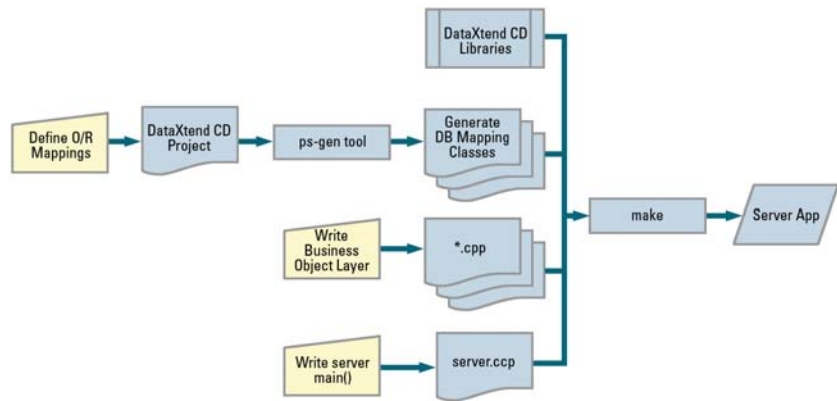 DataXtend CD
Libraries
Define O/R
Mappings
DataXtend CD
Project
ps-gen tool
Generate
DB Mapping
Classes
make
Server App
Write
Business
Object Layer
*.cpp
Write server
main()
server.ccp